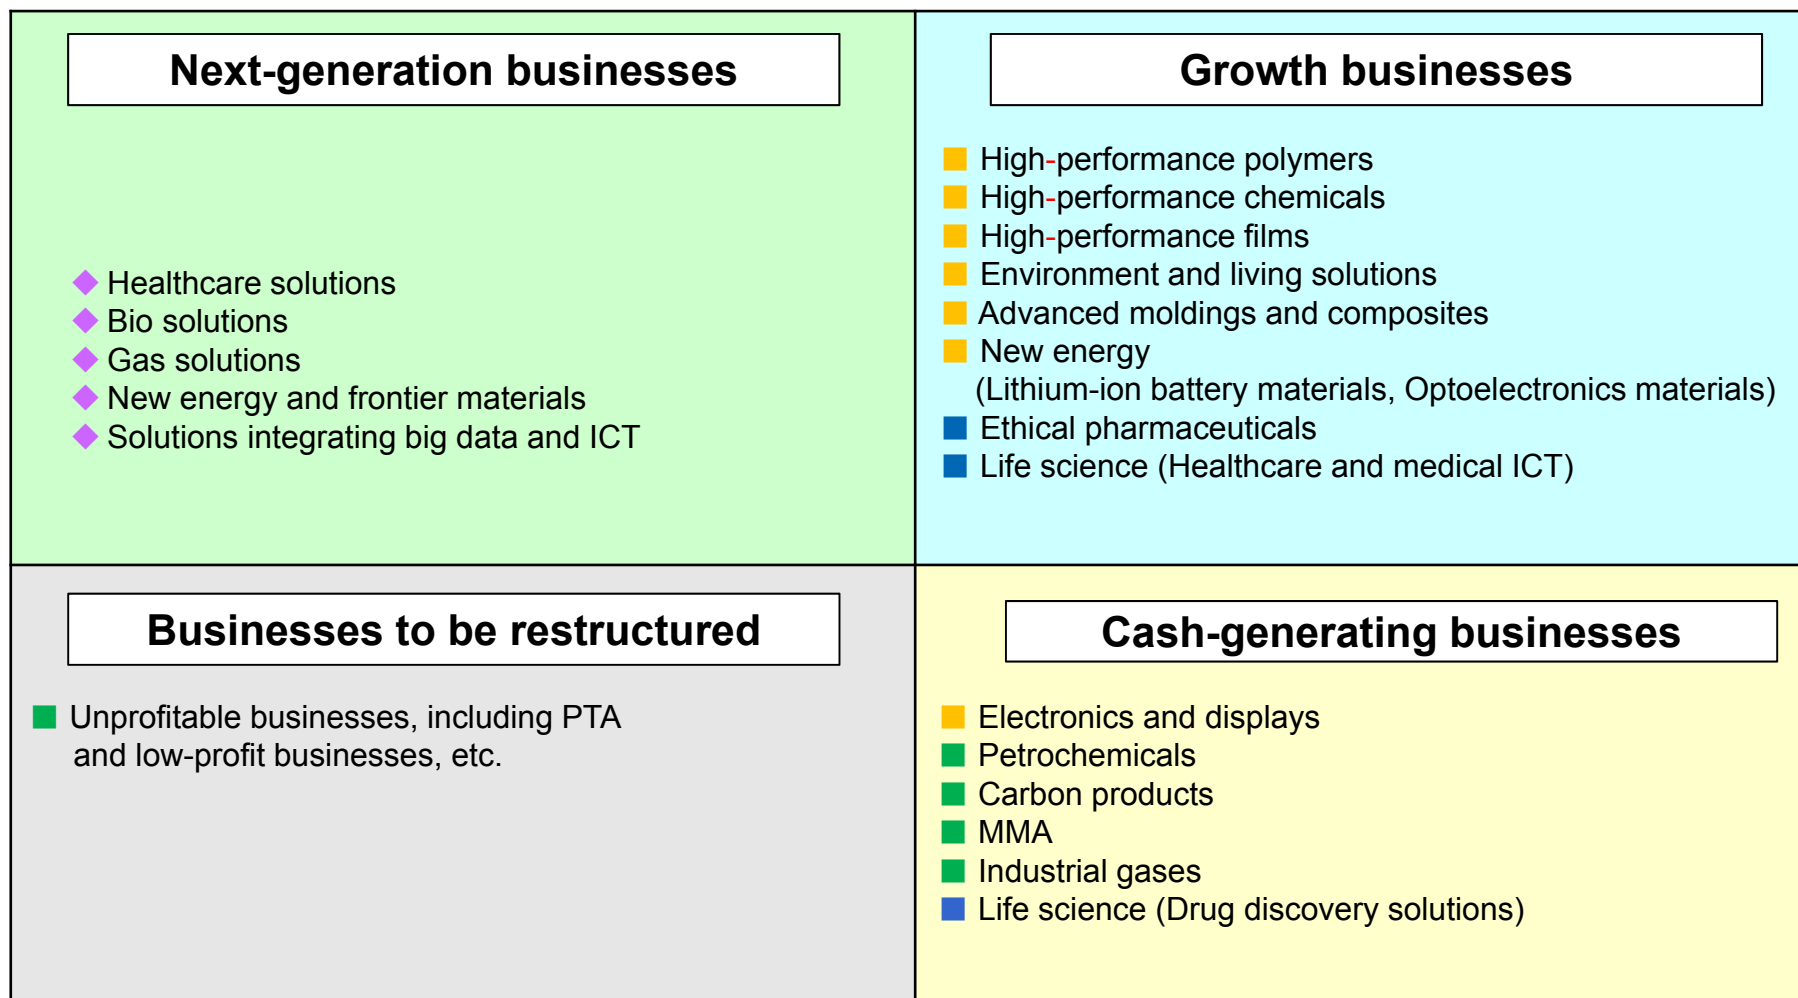 Next-generation businesses
Healthcare solutions
Bio solutions
Gas solutions
New energy and frontier materials
Solutions integrating big data and ICT
Growth businesses
High-performance polymers
High-performance chemicals
High-performance films
Environment and living solutions
Advanced moldings and composites
New energy
(Lithium-ion battery materials, Optoelectronics materials)
Ethical pharmaceuticals
Life science (Healthcare and medical ICT)
Businesses to be restructured
Unprofitable businesses, including PTA
and low-profit businesses, etc.
Cash-generating businesses
Electronics and displays
Petrochemicals
Carbon products
MMA
Industrial gases
Life science (Drug discovery solutions)